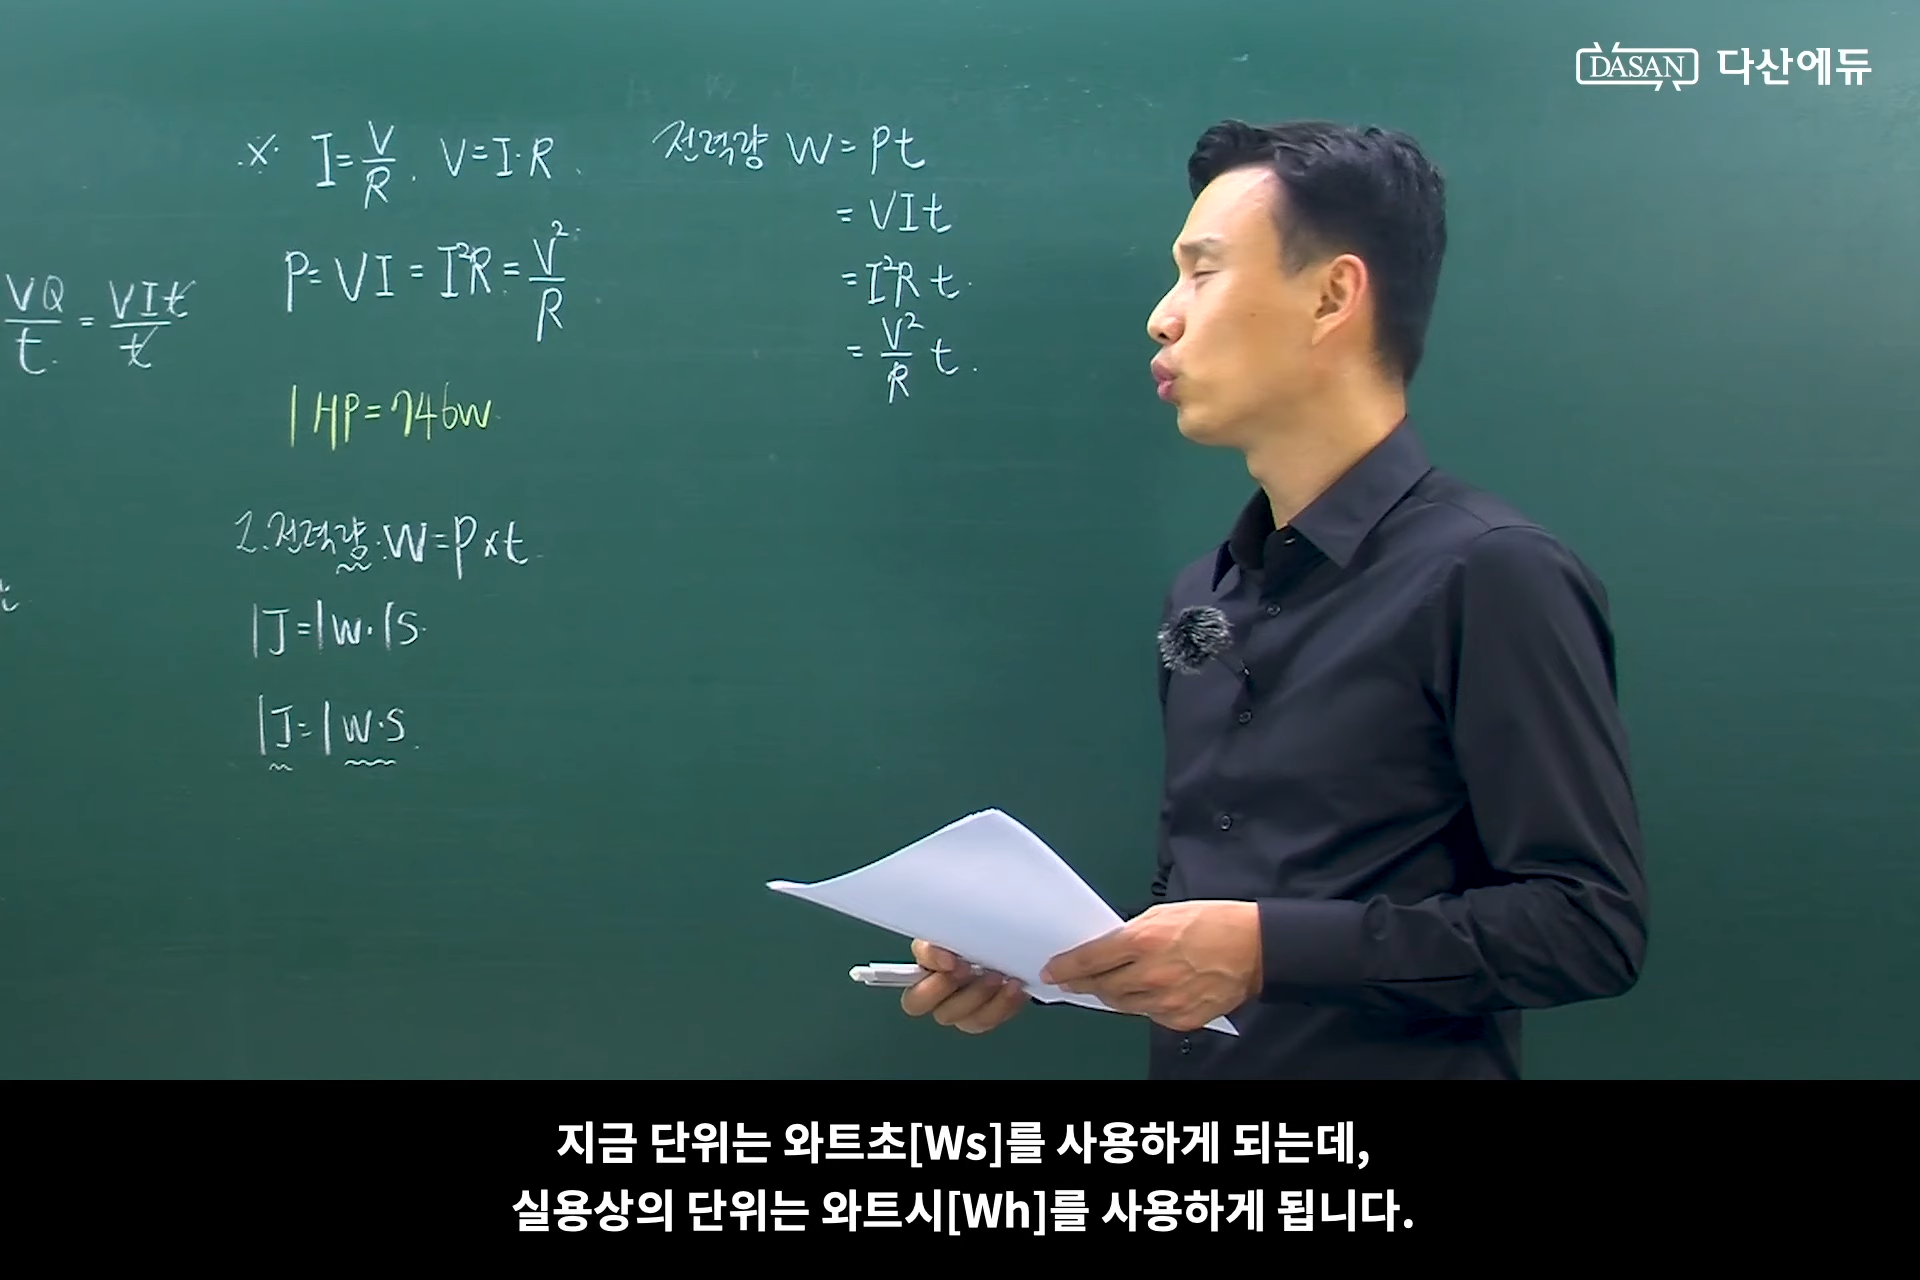 DASAN 다산에듀
VQ/t. = VIt/t
※ I=V/R. V=I·R.
P=VI=I²R=V²/R
1HP=746W
2.전력량:W=P×t.
1J=1W·1S
1J=1W·S.
전력량 W=Pt
=VIt
=I²Rt.
=V²/R t.
지금 단위는 와트초[Ws]를 사용하게 되는데,
실용상의 단위는 와트시[Wh]를 사용하게 됩니다.